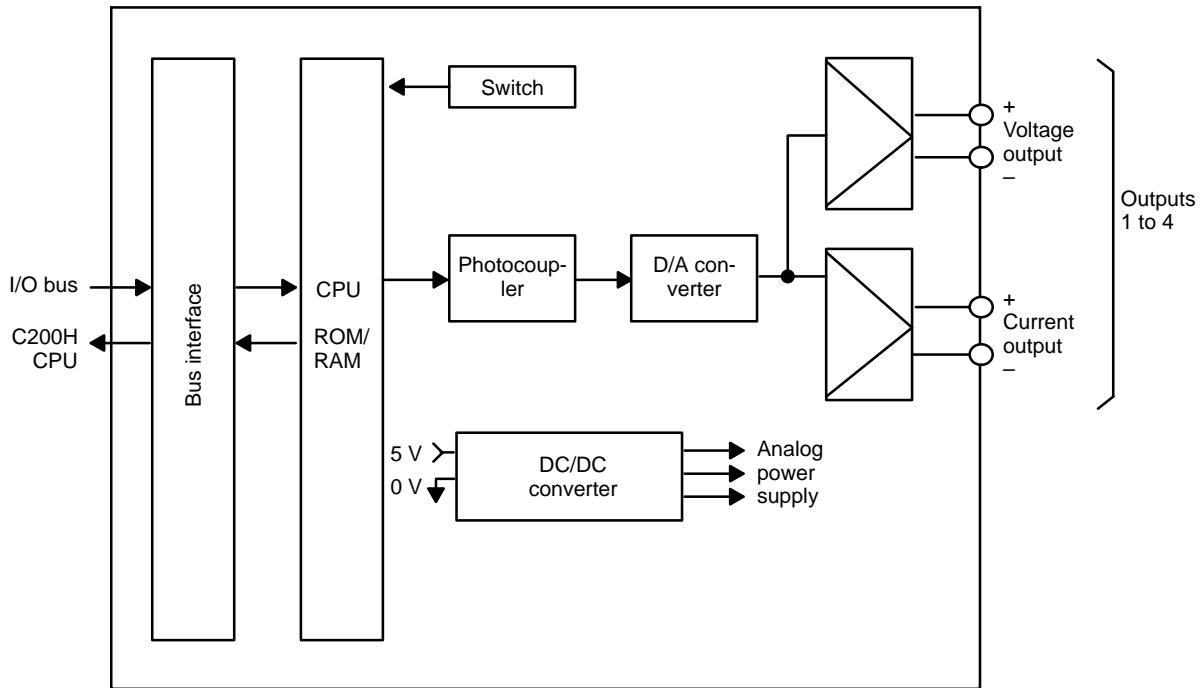 Switch
+
Voltage
output
–
Outputs
1 to 4
Photocoup-
ler
D/A con-
verter
I/O bus
C200H
CPU
Bus interface
CPU
ROM/
RAM
+
Current
output
–
5 V
0 V
DC/DC
converter
Analog
power
supply